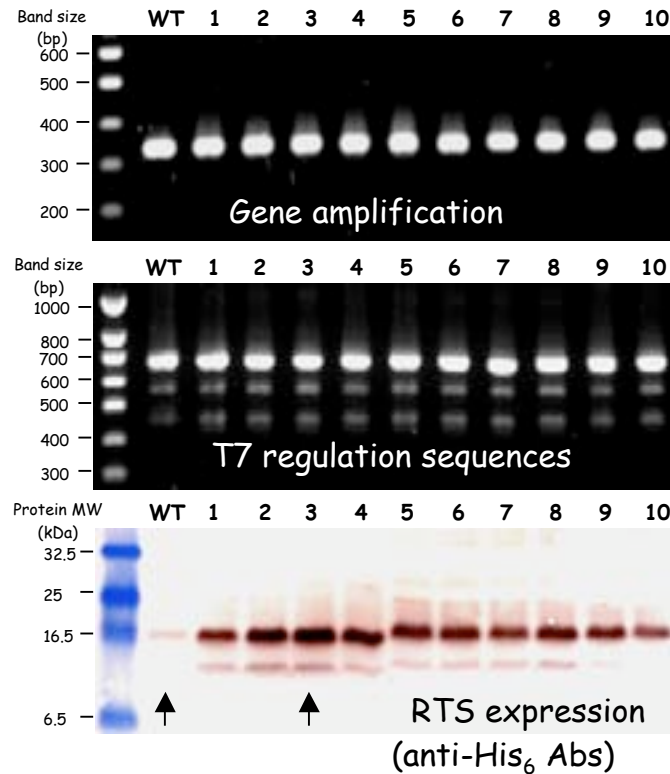 Band size (bp) WT 1 2 3 4 5 6 7 8 9 10
600
500
400
300
200
Gene amplification
Band size (bp) WT 1 2 3 4 5 6 7 8 9 10
1000
800
700
600
500
400
300
T7 regulation sequences
Protein MW (kDa) WT 1 2 3 4 5 6 7 8 9 10
32.5
25
16.5
6.5
RTS expression
(anti-His₆ Abs)